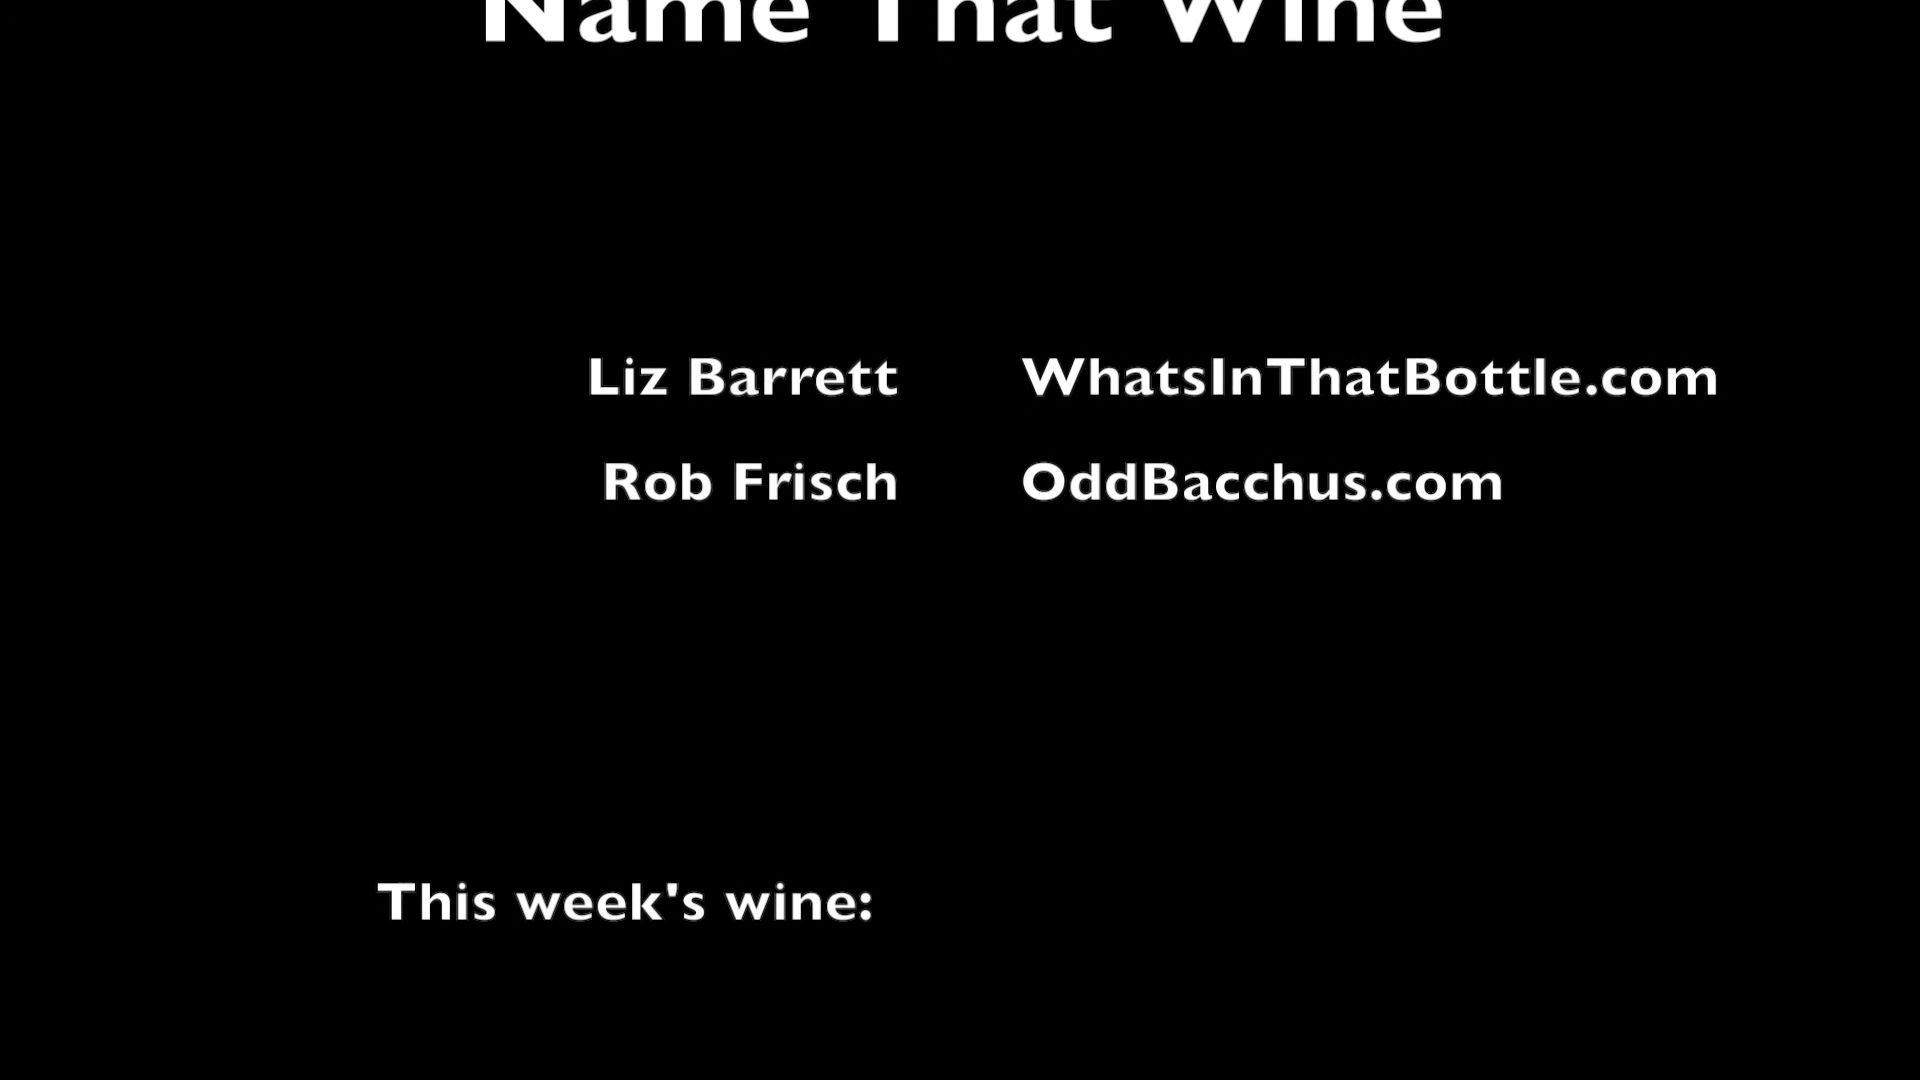 Name That Wine
Liz Barrett WhatsInThatBottle.com
Rob Frisch OddBacchus.com
This week's wine: